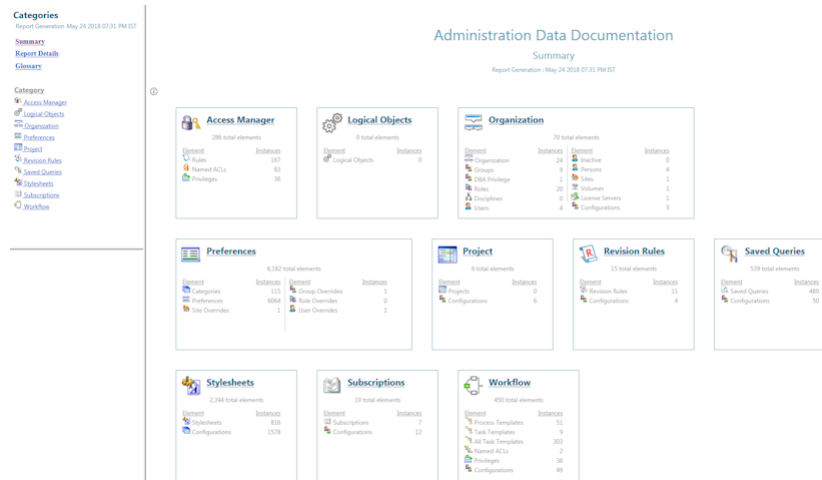 Categories
Report Generation May 24 2018 07:31 PM IST
Summary
Report Details
Glossary
Category
Access Manager
Logical Objects
Organization
Preferences
Project
Revision Rules
Saved Queries
Stylesheets
Subscriptions
Workflow
Administration Data Documentation
Summary
Report Generation : May 24 2018 07:31 PM IST
Access Manager
286 total elements
Element Instances
Rules 167
Named ACLs 83
Privileges 36
Logical Objects
0 total elements
Element Instances
Logical Objects 0
Organization
70 total elements
Element Instances Element Instances
Organization 24 Inactive 0
Groups 9 Persons 4
DBA Privilege 1 Sites 1
Roles 20 Volumes 1
Disciplines 0 License Servers 1
Users 4 Configurations 5
Preferences
6,182 total elements
Element Instances Element Instances
Categories 115 Group Overrides 1
Preferences 6064 Role Overrides 0
Site Overrides 1 User Overrides 1
Project
6 total elements
Element Instances
Projects 0
Configurations 6
Revision Rules
15 total elements
Element Instances
Revision Rules 11
Configurations 4
Saved Queries
539 total elements
Element Instances
Saved Queries 489
Configurations 50
Stylesheets
2,394 total elements
Element Instances
Stylesheets 816
Configurations 1578
Subscriptions
19 total elements
Element Instances
Subscriptions 7
Configurations 12
Workflow
450 total elements
Element Instances
Process Templates 51
Task Templates 9
All Task Templates 303
Named ACLs 2
Privileges 36
Configurations 49